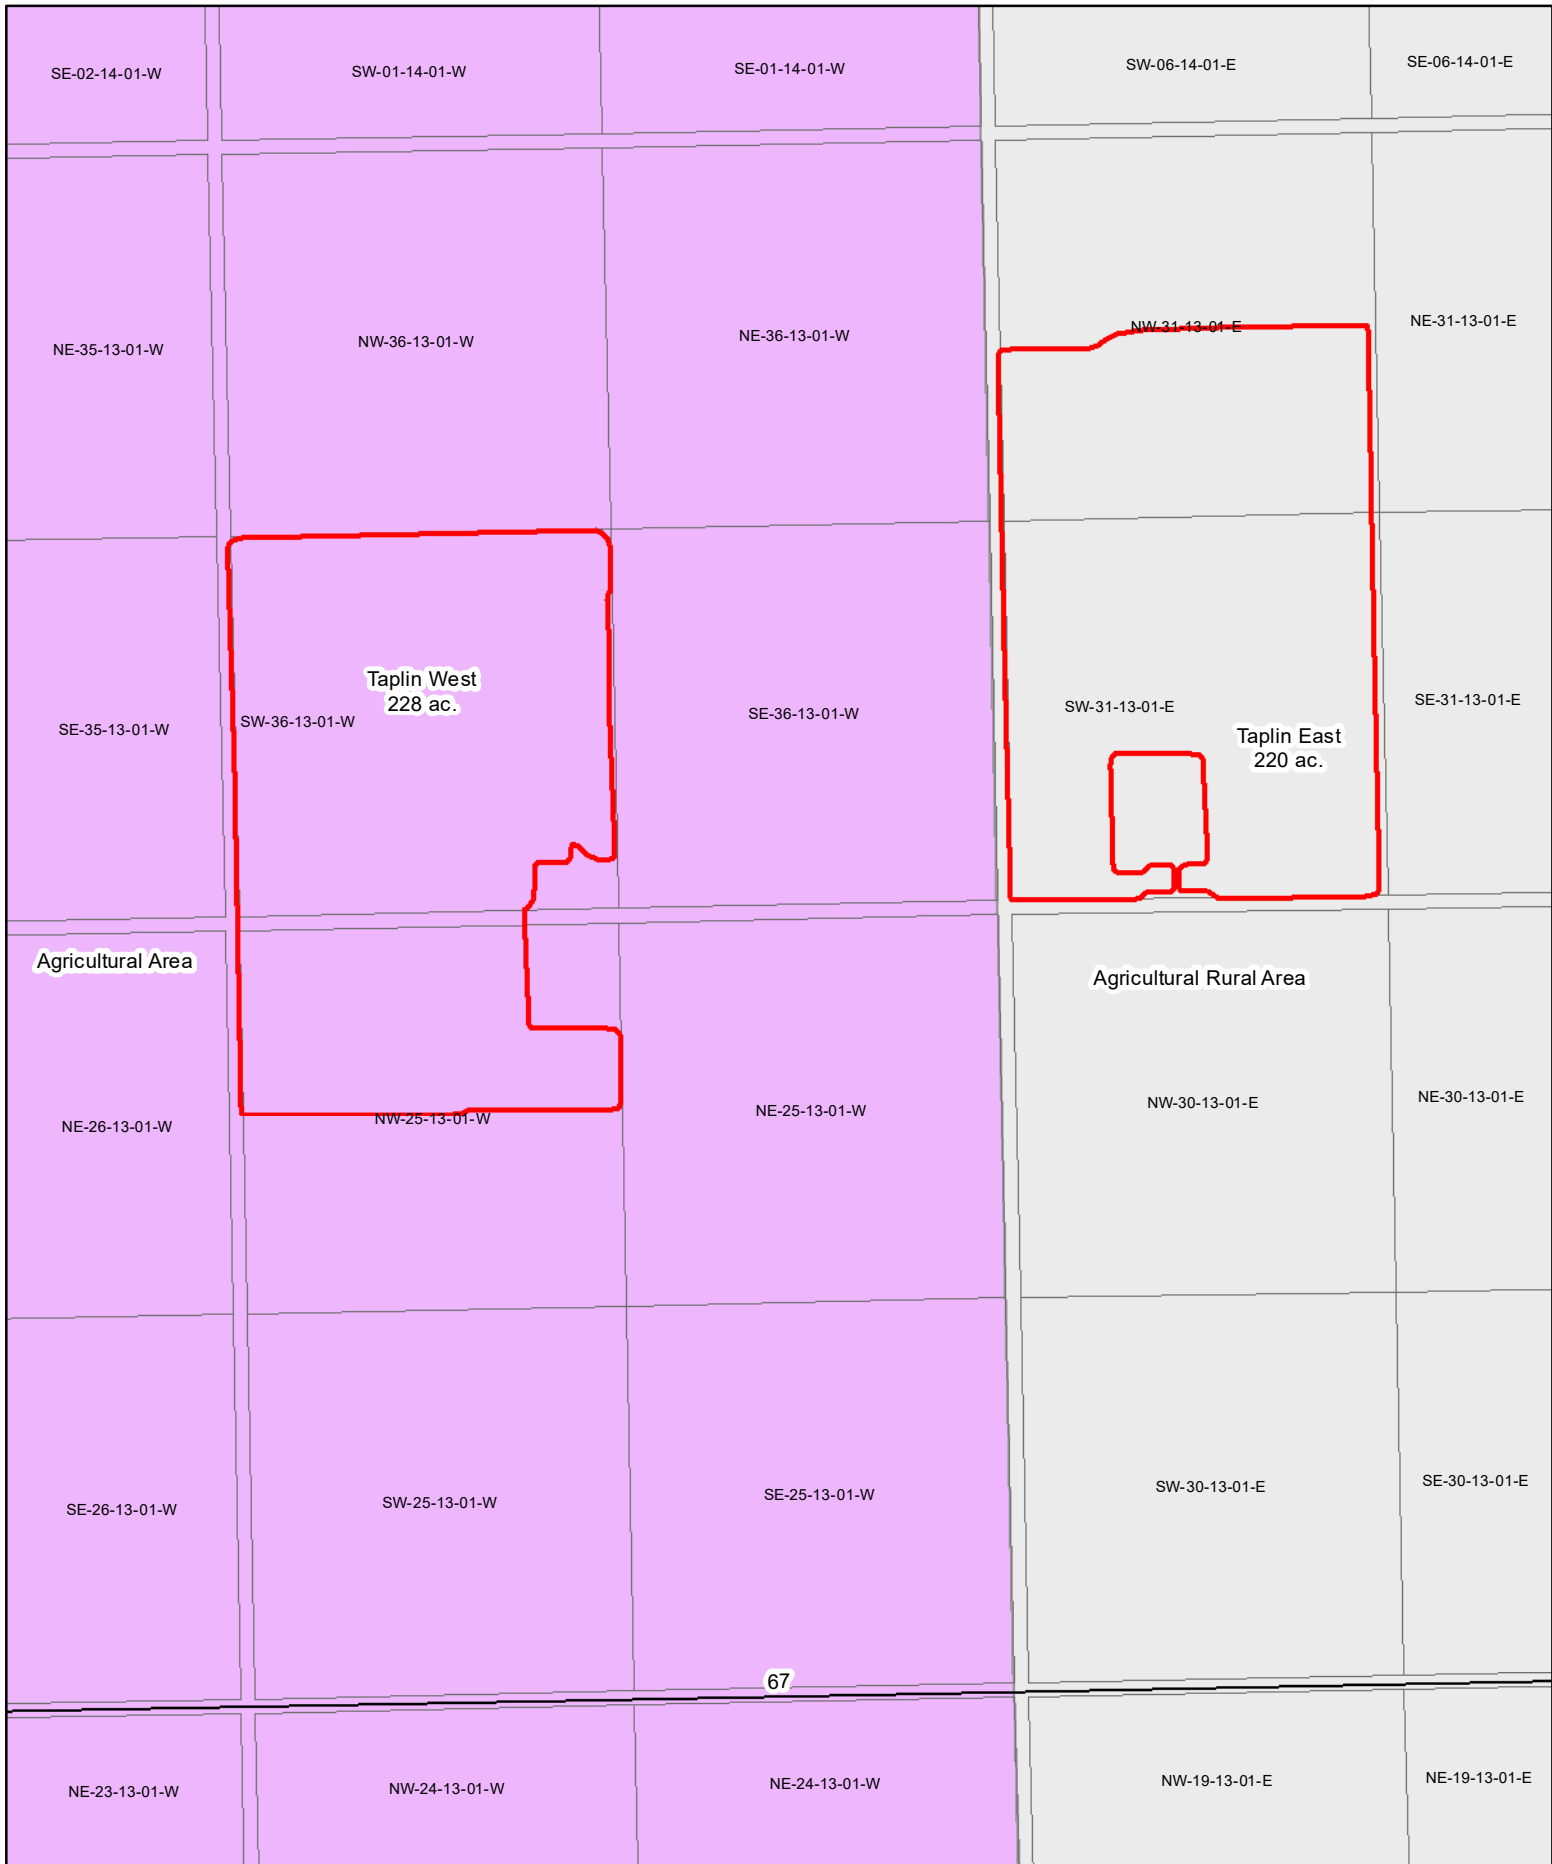 SE-02-14-01-W
SW-01-14-01-W
SE-01-14-01-W
SW-06-14-01-E
SE-06-14-01-E
NE-35-13-01-W
NW-36-13-01-W
NE-36-13-01-W
NW-31-13-01-E
NE-31-13-01-E
Taplin West
228 ac.
SE-35-13-01-W
SW-36-13-01-W
SE-36-13-01-W
SW-31-13-01-E
SE-31-13-01-E
Taplin East
220 ac.
Agricultural Area
Agricultural Rural Area
NE-26-13-01-W
NW-25-13-01-W
NE-25-13-01-W
NW-30-13-01-E
NE-30-13-01-E
SE-26-13-01-W
SW-25-13-01-W
SE-25-13-01-W
SW-30-13-01-E
SE-30-13-01-E
67
NE-23-13-01-W
NW-24-13-01-W
NE-24-13-01-W
NW-19-13-01-E
NE-19-13-01-E